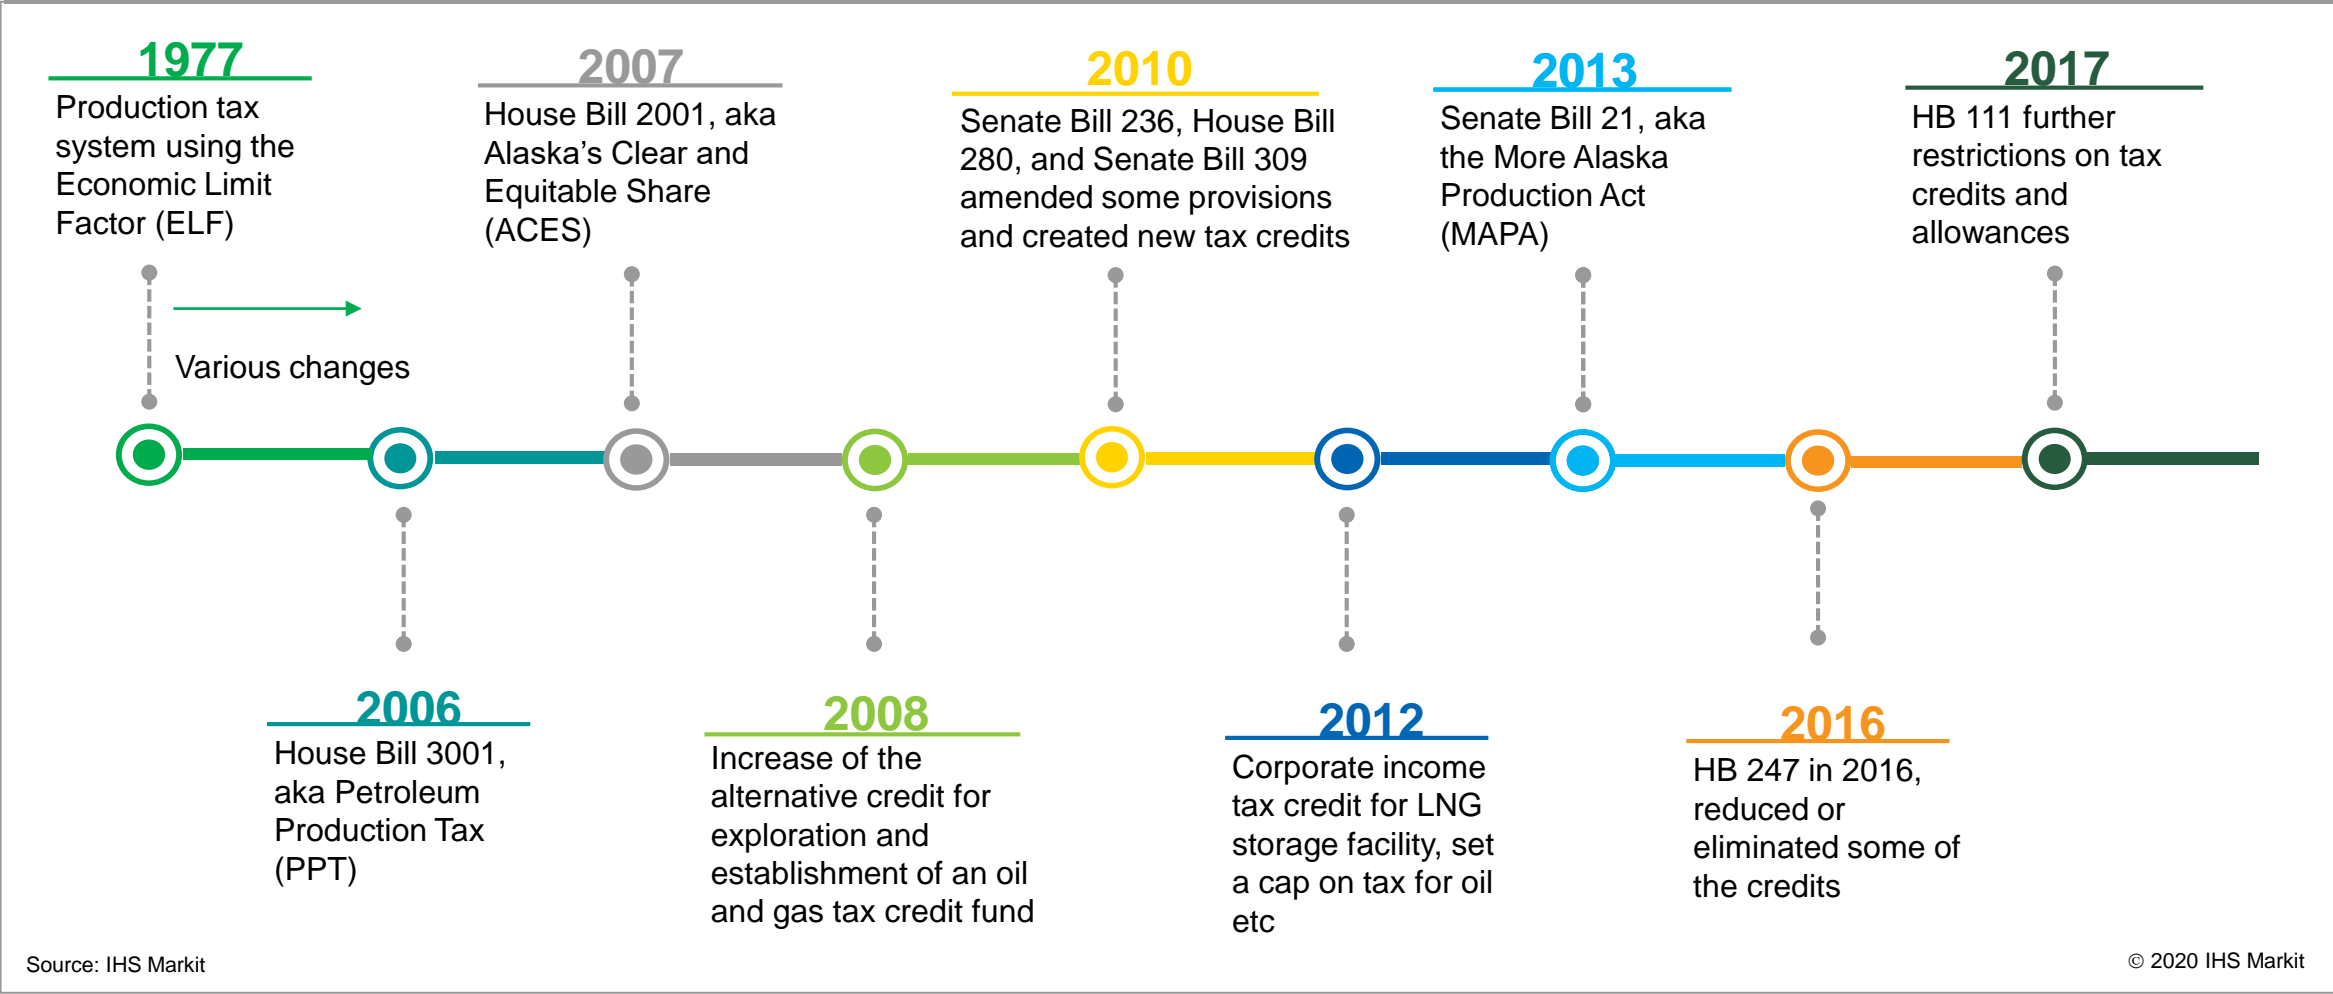 1977
Production tax
system using the
Economic Limit
Factor (ELF)
Various changes
2006
House Bill 3001,
aka Petroleum
Production Tax
(PPT)
2007
House Bill 2001, aka
Alaska’s Clear and
Equitable Share
(ACES)
2008
Increase of the
alternative credit for
exploration and
establishment of an oil
and gas tax credit fund
2010
Senate Bill 236, House Bill
280, and Senate Bill 309
amended some provisions
and created new tax credits
2012
Corporate income
tax credit for LNG
storage facility, set
a cap on tax for oil
etc
2013
Senate Bill 21, aka
the More Alaska
Production Act
(MAPA)
2016
HB 247 in 2016,
reduced or
eliminated some of
the credits
2017
HB 111 further
restrictions on tax
credits and
allowances
Source: IHS Markit
© 2020 IHS Markit